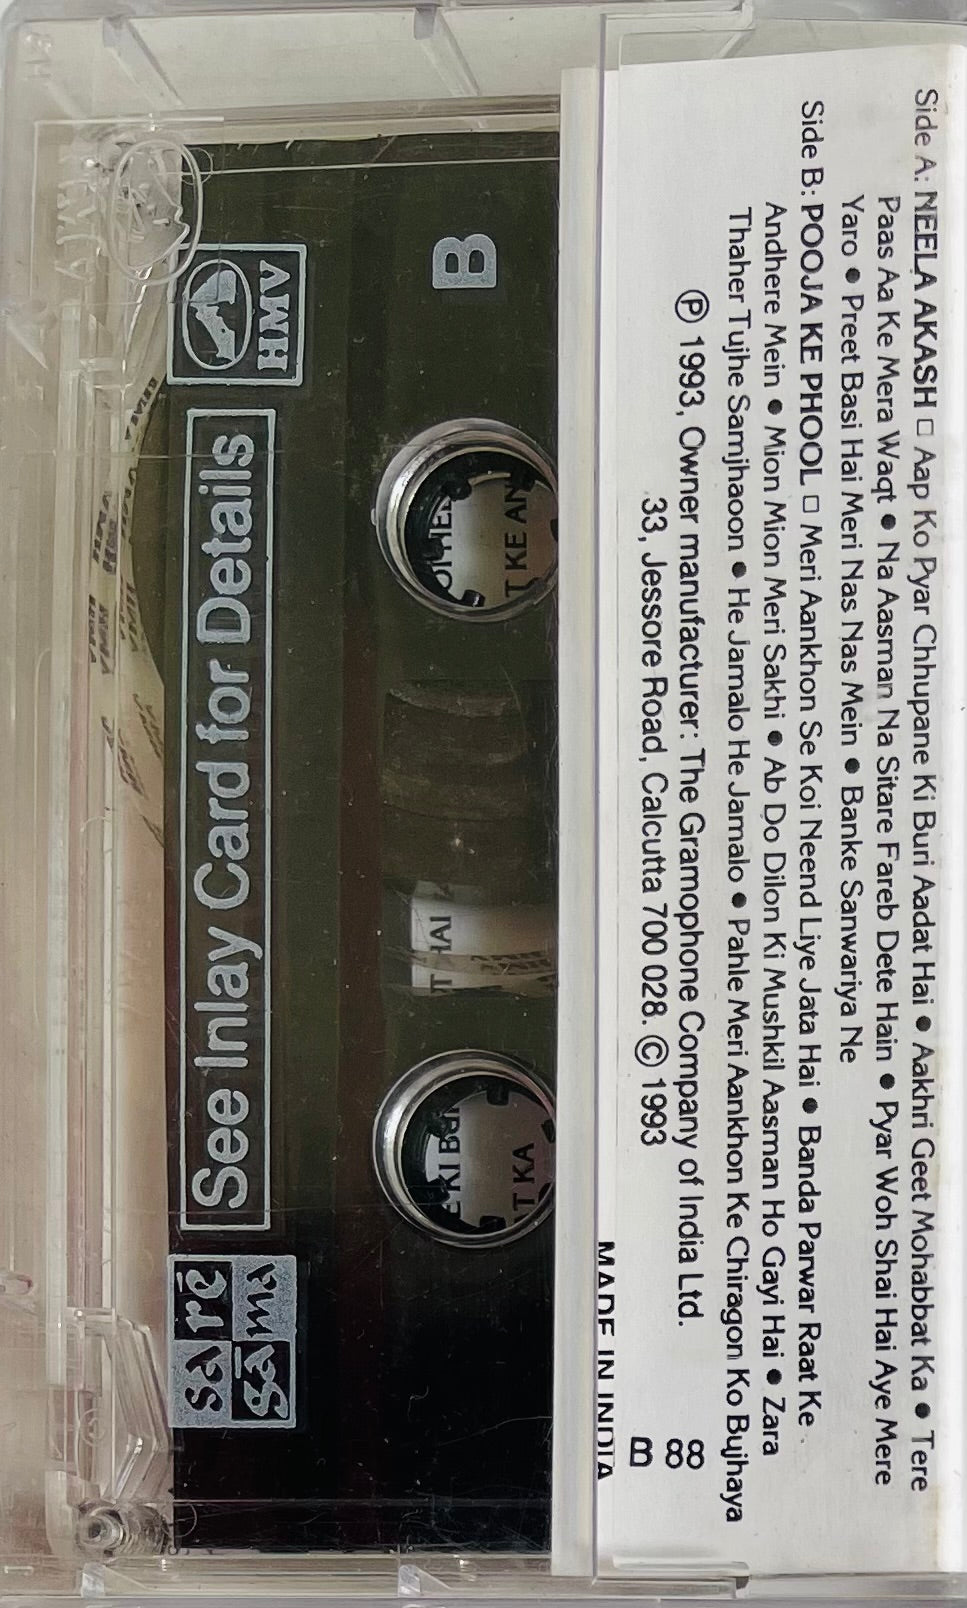 Side A: NEELA AKASH □ Aap Ko Pyar Chhupane Ki Buri Aadat Hai ● Aakhri Geet Mohabbat Ka ● Tere
Paas Aa Ke Mera Waqt ● Na Aasman Na Sitare Fareb Dete Hain ● Pyar Woh Shai Hai Aye Mere
Yaro ● Preet Basi Hai Meri Nas Nas Mein ● Banke Sanwariya Ne
Side B: POOJA KE PHOOL □ Meri Aankhon Se Koi Neend Liye Jata Hai ● Banda Parwar Raat Ke
Andhere Mein ● Mion Mion Meri Sakhi ● Ab Do Dilon Ki Mushkil Aasman Ho Gayi Hai ● Zara
Thaher Tujhe Samjhaoon ● He Jamalo He Jamalo ● Pahle Meri Aankhon Ke Chiragon Ko Bujhaya
Ⓟ 1993, Owner manufacturer: The Gramophone Company of India Ltd.
33, Jessore Road, Calcutta 700 028. © 1993
88
B
MADE IN INDIA
B
T KE AN
T HAI
T KA
E KI BUR
HMV
See Inlay Card for Details
sa re
ga ma